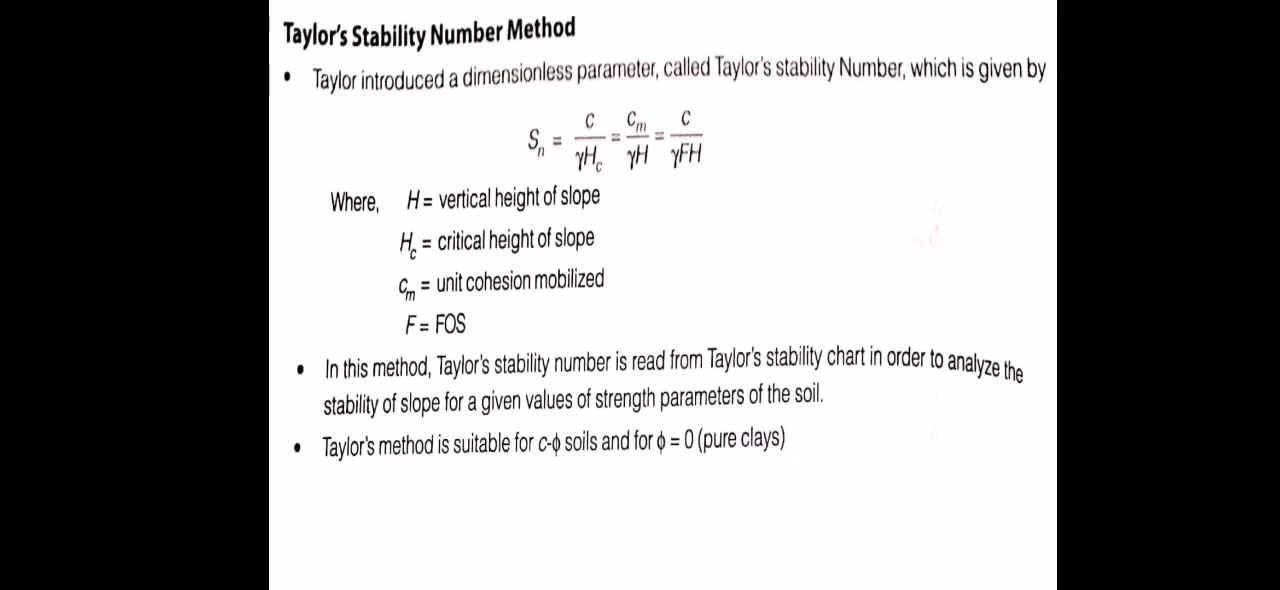 Taylor's Stability Number Method
• Taylor introduced a dimensionless parameter, called Taylor's stability Number, which is given by
Sₙ = c/γH꜀ = cₘ/γH = c/γFH
Where, H = vertical height of slope
H꜀ = critical height of slope
cₘ = unit cohesion mobilized
F = FOS
• In this method, Taylor's stability number is read from Taylor's stability chart in order to analyze the
stability of slope for a given values of strength parameters of the soil.
• Taylor's method is suitable for c-ϕ soils and for ϕ = 0 (pure clays)